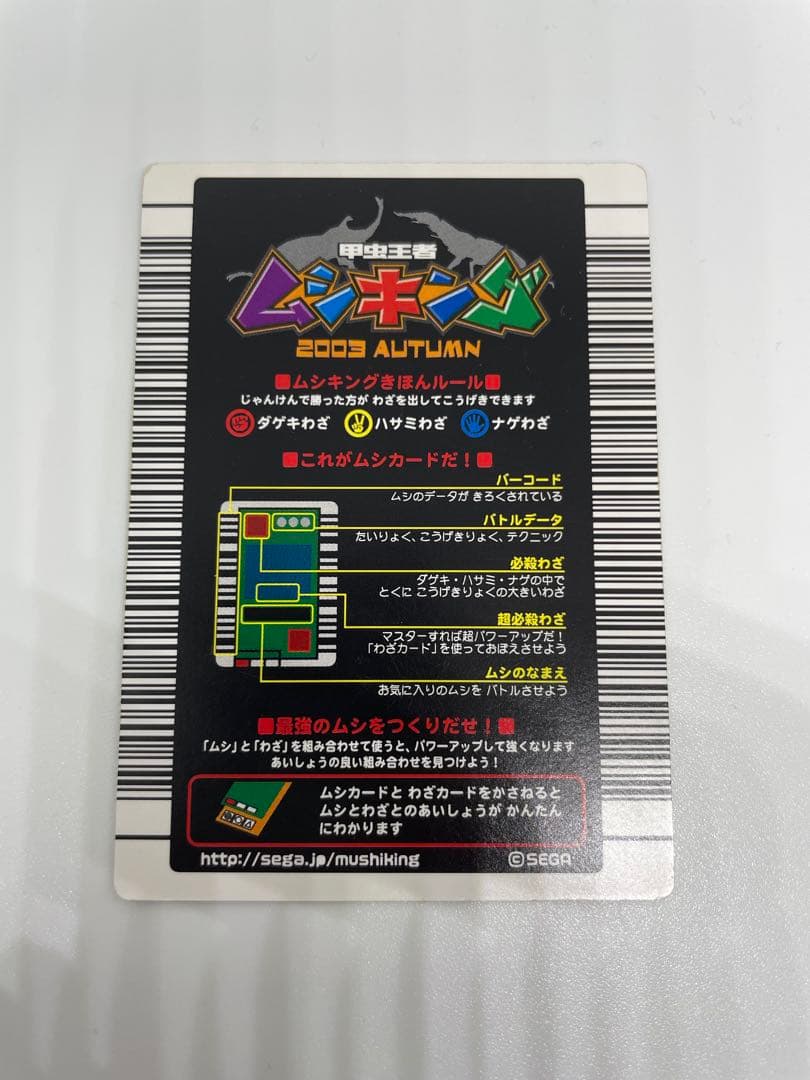 甲虫王者
ムシキング
2003 AUTUMN
ムシキングきほんルール
じゃんけんで勝った方が わざを出してこうげきできます
ダゲキわざ ハサミわざ ナゲわざ
これがムシカードだ!
バーコード
ムシのデータが きろくされている
バトルデータ
たいりょく、こうげきりょく、テクニック
必殺わざ
ダゲキ・ハサミ・ナゲの中で
とくに こうげきりょくの大きいわざ
超必殺わざ
マスターすれば超パワーアップだ!
「わざカード」を使っておぼえさせよう
ムシのなまえ
お気に入りのムシを バトルさせよう
最強のムシをつくりだせ!
「ムシ」と「わざ」を組み合わせて使うと、パワーアップして強くなります
あいしょうの良い組み合わせを見つけよう!
ムシカードと わざカードをかさねると
ムシとわざとのあいしょうが かんたん
にわかります
http://sega.jp/mushiking ©SEGA